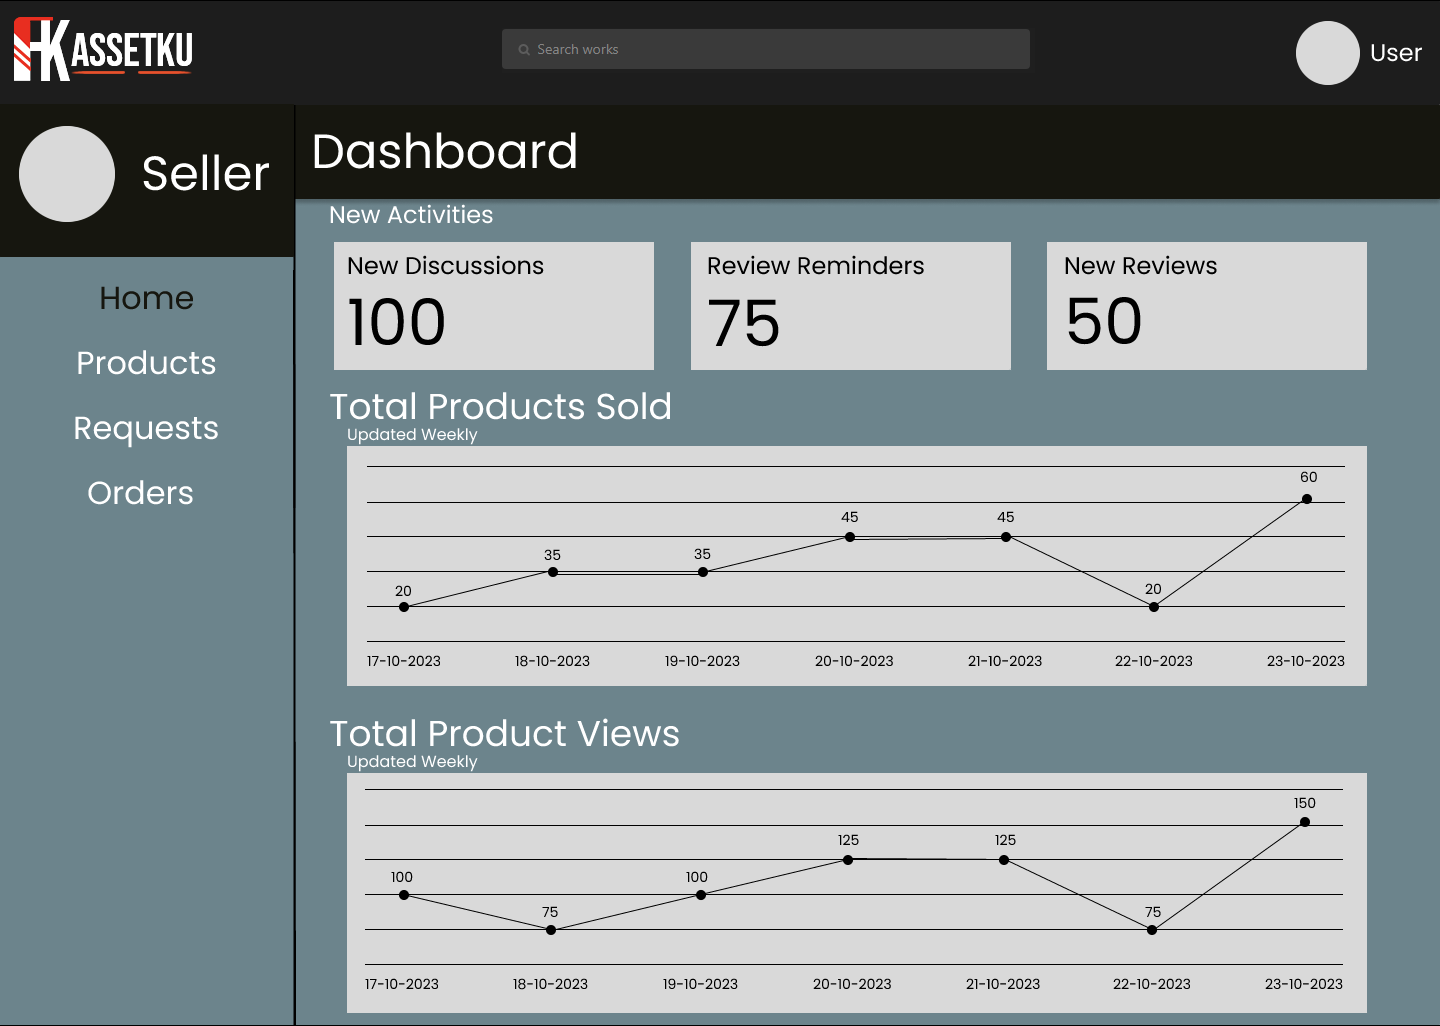 KASSETKU
Search works
User
Seller
Dashboard
Home
Products
Requests
Orders
New Activities
New Discussions
100
Review Reminders
75
New Reviews
50
Total Products Sold
Updated Weekly
20
35
35
45
45
20
60
17-10-2023
18-10-2023
19-10-2023
20-10-2023
21-10-2023
22-10-2023
23-10-2023
Total Product Views
Updated Weekly
100
75
100
125
125
75
150
17-10-2023
18-10-2023
19-10-2023
20-10-2023
21-10-2023
22-10-2023
23-10-2023